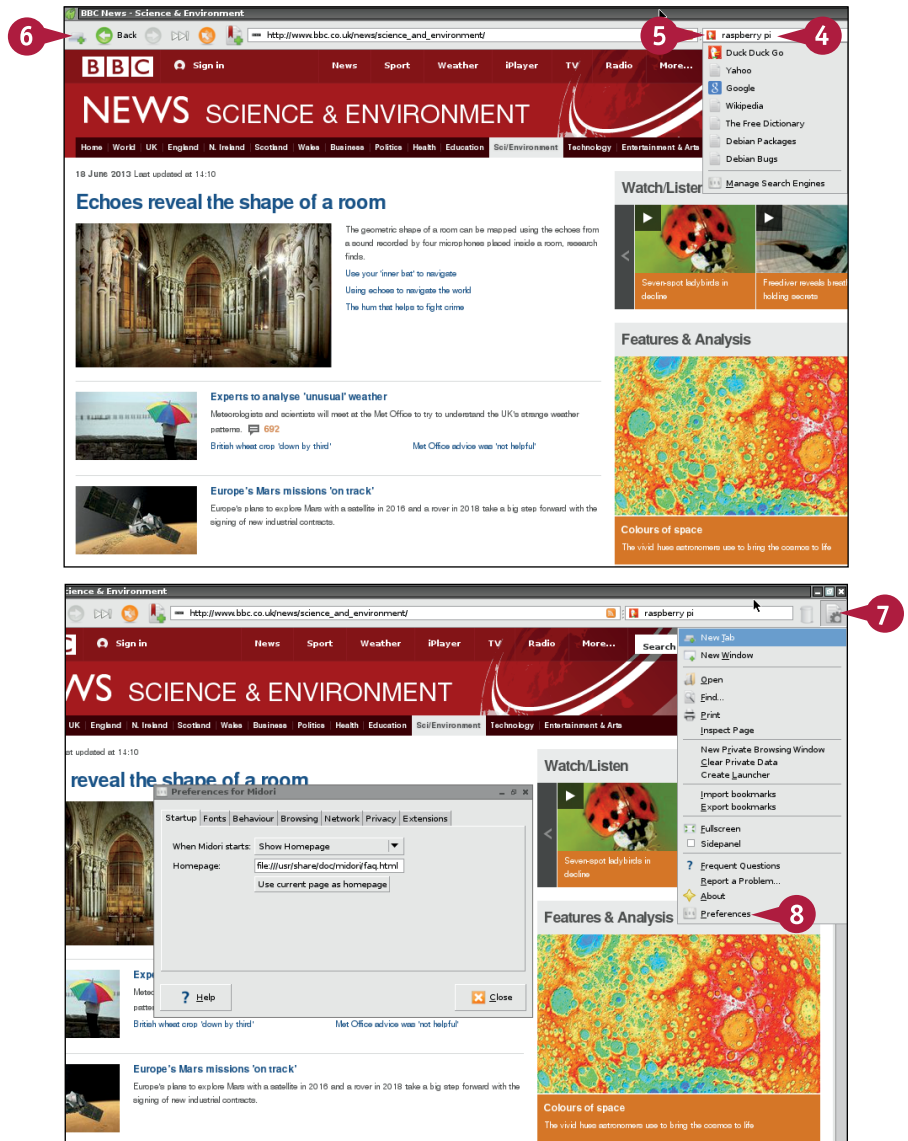 BBC News - Science & Environment
6
Back
http://www.bbc.co.uk/news/science_and_environment/
5
raspberry pi
4
Duck Duck Go
Yahoo
Google
Wikipedia
The Free Dictionary
Debian Packages
Debian Bugs
Manage Search Engines
BBC
Sign in
News Sport Weather iPlayer TV Radio More...
NEWS SCIENCE & ENVIRONMENT
Home World UK England N. Ireland Scotland Wales Business Politics Health Education Sci/Environment Technology Entertainment & Arts
18 June 2013 Last updated at 14:10
Echoes reveal the shape of a room
The geometric shape of a room can be mapped using the echoes from
a sound recorded by four microphones placed inside a room, research
finds.
Use your 'inner bat' to navigate
Using echoes to navigate the world
The hum that helps to fight crime
Experts to analyse 'unusual' weather
Meteorologists and scientists will meet at the Met Office to try to understand the UK's strange weather
patterns. 692
British wheat crop 'down by third' Met Office advice was 'not helpful'
Europe's Mars missions 'on track'
Europe's plans to explore Mars with a satellite in 2016 and a rover in 2018 take a big step forward with the
signing of new industrial contracts.
Watch/Listen
Seven-spot ladybirds in
decline
Freediver reveals breath
holding secrets
Features & Analysis
Colours of space
The vivid hues astronomers use to bring the cosmos to life
cience & Environment
http://www.bbc.co.uk/news/science_and_environment/
raspberry pi
7
C
Sign in
News Sport Weather iPlayer TV Radio More...
Search
WS SCIENCE & ENVIRONMENT
UK England N. Ireland Scotland Wales Business Politics Health Education Sci/Environment Technology Entertainment & Arts
st updated at 14:10
reveal the shape of a room
New Tab
New Window
Open
Find...
Print
Inspect Page
New Private Browsing Window
Clear Private Data
Create Launcher
Import bookmarks
Export bookmarks
Fullscreen
Sidepanel
Frequent Questions
Report a Problem...
About
Preferences
8
Preferences for Midori
Startup Fonts Behaviour Browsing Network Privacy Extensions
When Midori starts: Show Homepage
Homepage: file:///usr/share/doc/midori/faq.html
Use current page as homepage
Help
Close
Expe
Meteo
patter
British wheat crop 'down by third' Met Office advice was 'not helpful'
Europe's Mars missions 'on track'
Europe's plans to explore Mars with a satellite in 2016 and a rover in 2018 take a big step forward with the
signing of new industrial contracts.
Watch/Listen
Seven-spot ladybirds in
decline
Features & Analysis
Colours of space
The vivid hues astronomers use to bring the cosmos to life